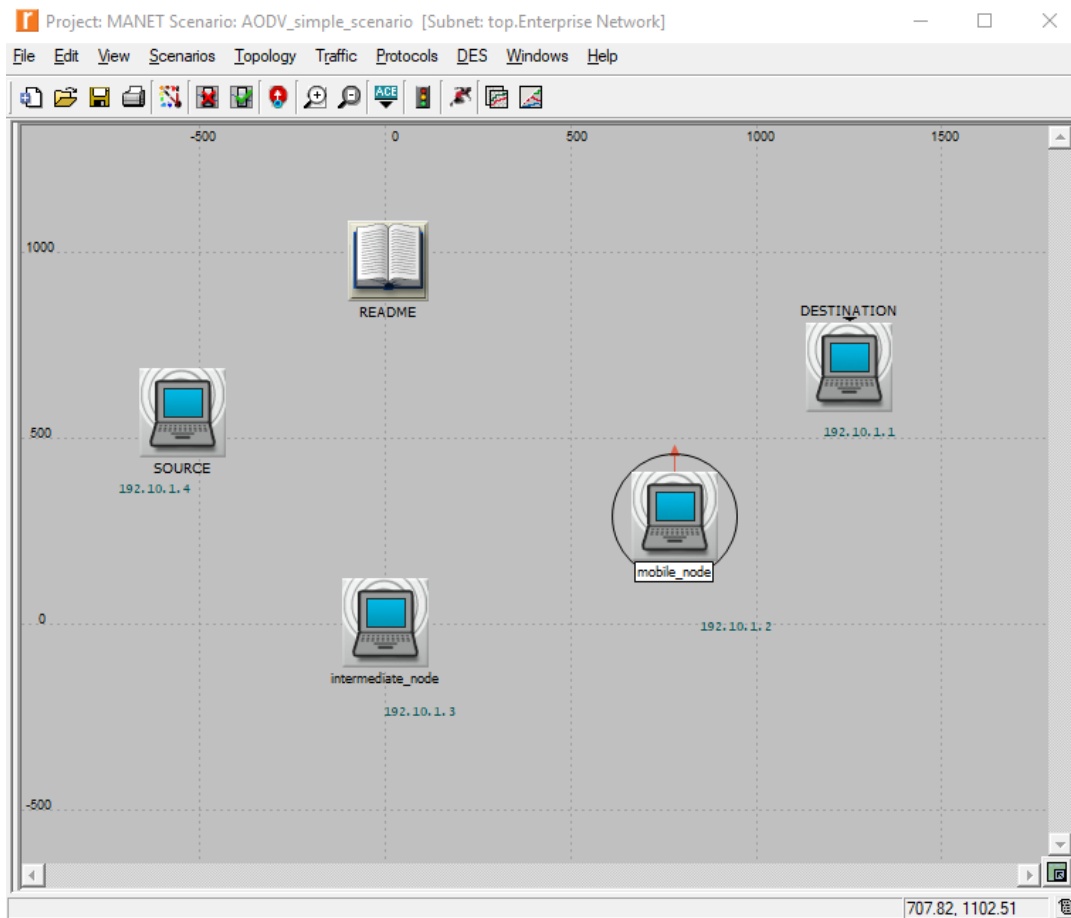 Project: MANET Scenario: AODV_simple_scenario [Subnet: top.Enterprise Network]
File Edit View Scenarios Topology Traffic Protocols DES Windows Help
ACE
-500 0 500 1000 1500
1000
README
DESTINATION
192.10.1.1
500
SOURCE
192.10.1.4
mobile_node
0
192.10.1.2
intermediate_node
192.10.1.3
-500
707.82, 1102.51